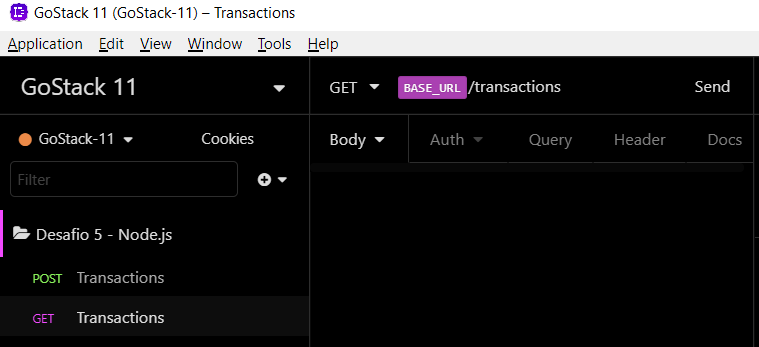 GoStack 11 (GoStack-11) – Transactions
Application Edit View Window Tools Help
GoStack 11
GET BASE_URL/transactions Send
GoStack-11 Cookies
Body Auth Query Header Docs
Filter
Desafio 5 - Node.js
POST Transactions
GET Transactions